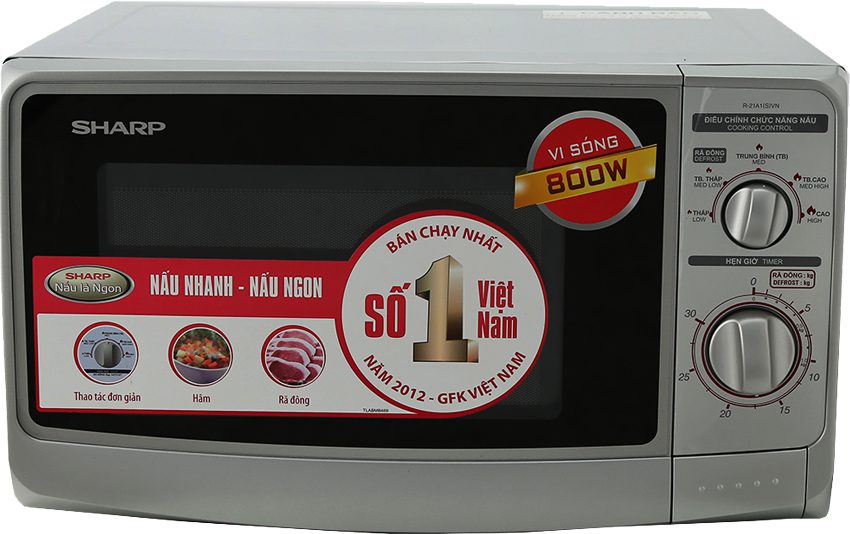 SHARP
VI SÓNG
800W
R-21A1(S)VN
ĐIỀU CHỈNH CHỨC NĂNG NẤU
COOKING CONTROL
RÃ ĐÔNG
DEFROST
TRUNG BÌNH (TB)
MED
TB. THẤP
MED LOW
TB.CAO
MED HIGH
THẤP
LOW
CAO
HIGH
HẸN GIỜ TIMER
RÃ ĐÔNG : kg
DEFROST : kg
0
5
10
15
20
25
30
BÁN CHẠY NHẤT
SỐ 1 Việt
Nam
NĂM 2012 - GFK VIỆT NAM
SHARP
Nấu là Ngon
NẤU NHANH - NẤU NGON
Thao tác đơn giản
Hâm
Rã đông